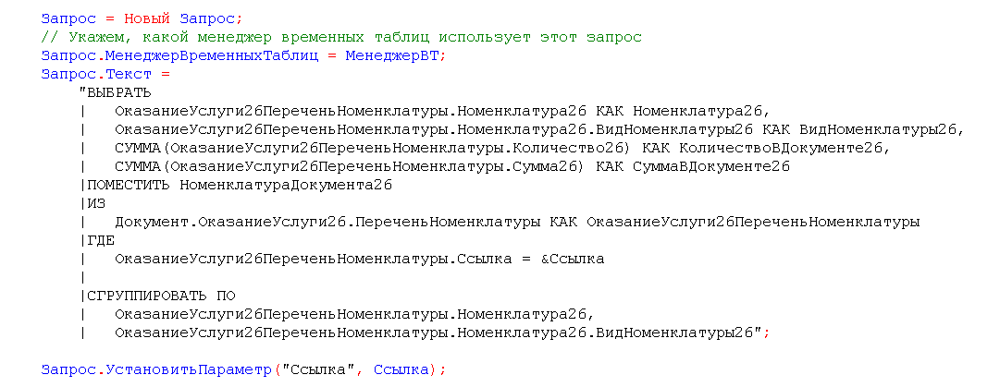 Запрос = Новый Запрос;
// Укажем, какой менеджер временных таблиц использует этот запрос
Запрос.МенеджерВременныхТаблиц = МенеджерВТ;
Запрос.Текст =
"ВЫБРАТЬ
|   ОказаниеУслуги26ПереченьНоменклатуры.Номенклатура26 КАК Номенклатура26,
|   ОказаниеУслуги26ПереченьНоменклатуры.Номенклатура26.ВидНоменклатуры26 КАК ВидНоменклатуры26,
|   СУММА(ОказаниеУслуги26ПереченьНоменклатуры.Количество26) КАК КоличествоВДокументе26,
|   СУММА(ОказаниеУслуги26ПереченьНоменклатуры.Сумма26) КАК СуммаВДокументе26
|ПОМЕСТИТЬ НоменклатураДокумента26
|ИЗ
|   Документ.ОказаниеУслуги26.ПереченьНоменклатуры КАК ОказаниеУслуги26ПереченьНоменклатуры
|ГДЕ
|   ОказаниеУслуги26ПереченьНоменклатуры.Ссылка = &Ссылка
|
|СГРУППИРОВАТЬ ПО
|   ОказаниеУслуги26ПереченьНоменклатуры.Номенклатура26,
|   ОказаниеУслуги26ПереченьНоменклатуры.Номенклатура26.ВидНоменклатуры26";
Запрос.УстановитьПараметр("Ссылка", Ссылка);